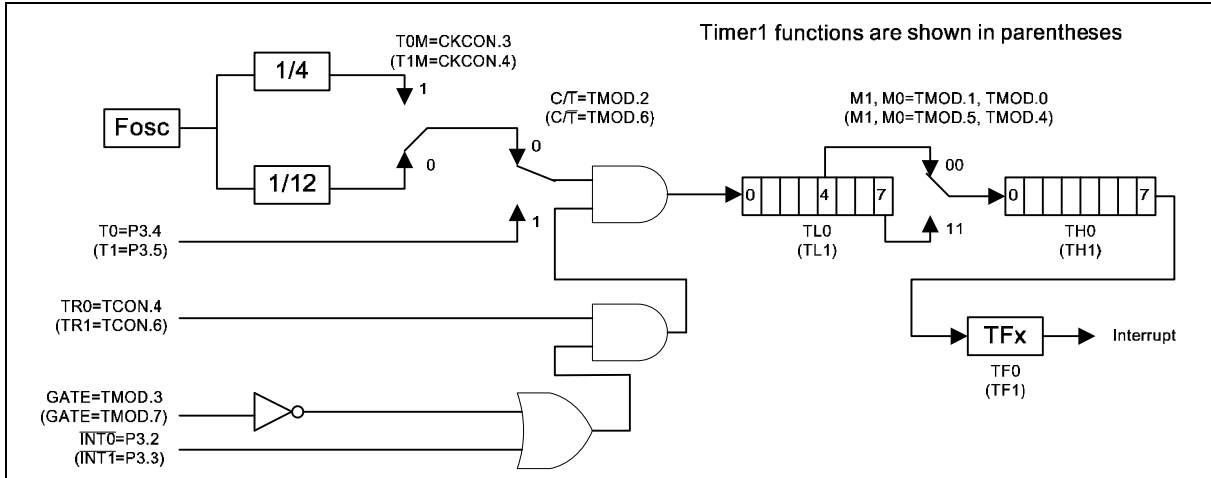 Timer1 functions are shown in parentheses
T0M=CKCON.3
(T1M=CKCON.4)
1/4
1
Fosc
C/T̅=TMOD.2
(C/T̅=TMOD.6)
M1, M0=TMOD.1, TMOD.0
(M1, M0=TMOD.5, TMOD.4)
0
00
1/12
0
0
4
7
0
7
T0=P3.4
(T1=P3.5)
1
11
TL0
(TL1)
TH0
(TH1)
TR0=TCON.4
(TR1=TCON.6)
TFx
Interrupt
TF0
(TF1)
GATE=TMOD.3
(GATE=TMOD.7)
I̅N̅T̅0̅=P3.2
(I̅N̅T̅1̅=P3.3)